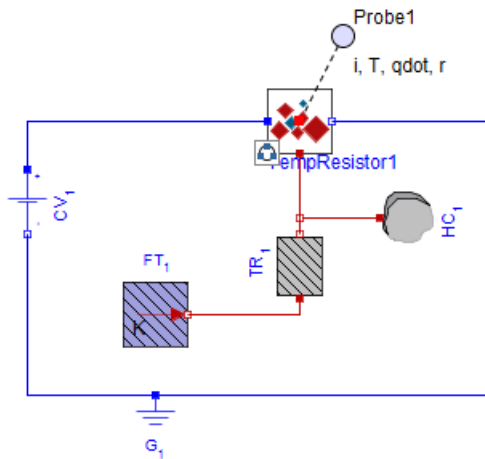 Probe1
i, T, qdot, r
TempResistor1
CV1
HC1
TR1
FT1
K
G1
+
-